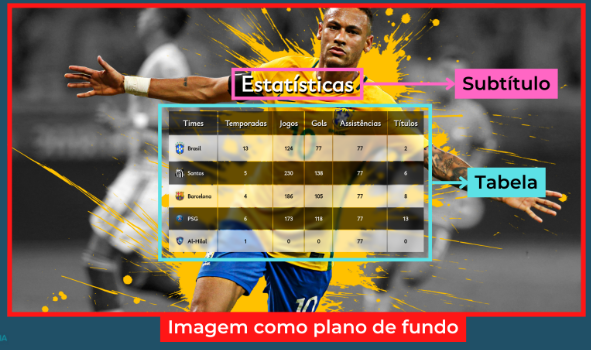 Estatísticas
Subtítulo
Times Temporadas Jogos Gols Assistências Títulos
Brasil 13 124 77 77 2
Santos 5 230 138 77 6
Barcelona 4 186 105 77 8
PSG 6 173 118 77 13
Al-Hilal 1 0 0 77 0
Tabela
10
Imagem como plano de fundo